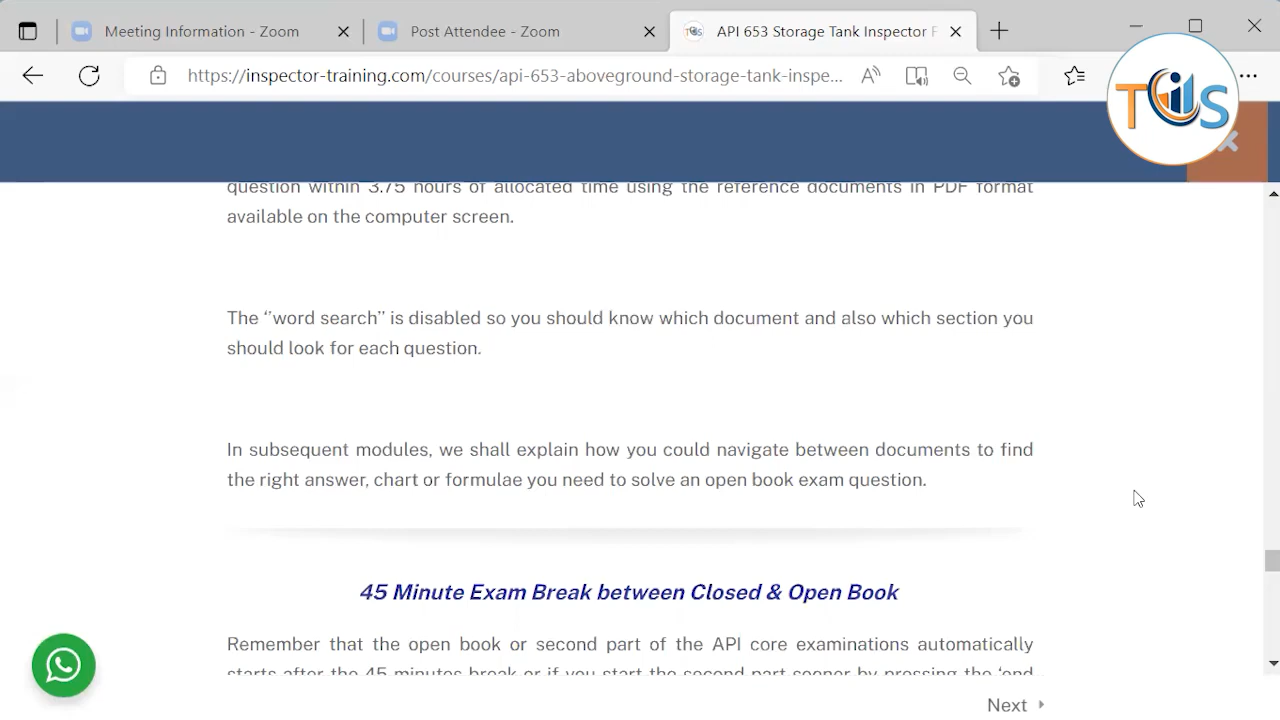 Meeting Information - Zoom
Post Attendee - Zoom
API 653 Storage Tank Inspector F
https://inspector-training.com/courses/api-653-aboveground-storage-tank-inspe...
TIS
question within 3.75 hours of allocated time using the reference documents in PDF format
available on the computer screen.
The ‘’word search’’ is disabled so you should know which document and also which section you
should look for each question.
In subsequent modules, we shall explain how you could navigate between documents to find
the right answer, chart or formulae you need to solve an open book exam question.
45 Minute Exam Break between Closed & Open Book
Remember that the open book or second part of the API core examinations automatically
starts after the 45 minutes break or if you start the second part sooner by pressing the ‘end
Next